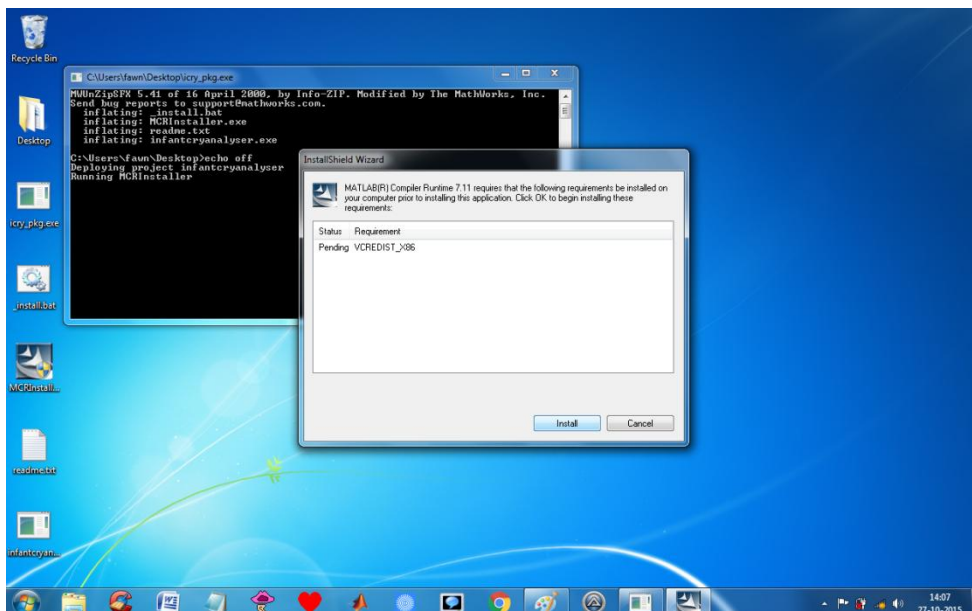 Recycle Bin
Desktop
icry_pkg.exe
_install.bat
MCRInstall...
readme.txt
infantcryan...
C:\Users\fawn\Desktop\icry_pkg.exe
MWUnZipSFX 5.41 of 16 April 2000, by Info-ZIP. Modified by The MathWorks, Inc.
Send bug reports to support@mathworks.com.
inflating: _install.bat
inflating: MCRInstaller.exe
inflating: readme.txt
inflating: infantcryanalyser.exe
C:\Users\fawn\Desktop>echo off
Deploying project infantcryanalyser
Running MCRInstaller
InstallShield Wizard
MATLAB(R) Compiler Runtime 7.11 requires that the following requirements be installed on
your computer prior to installing this application. Click OK to begin installing these
requirements:
Status Requirement
Pending VCREDIST_X86
Install Cancel
14:07